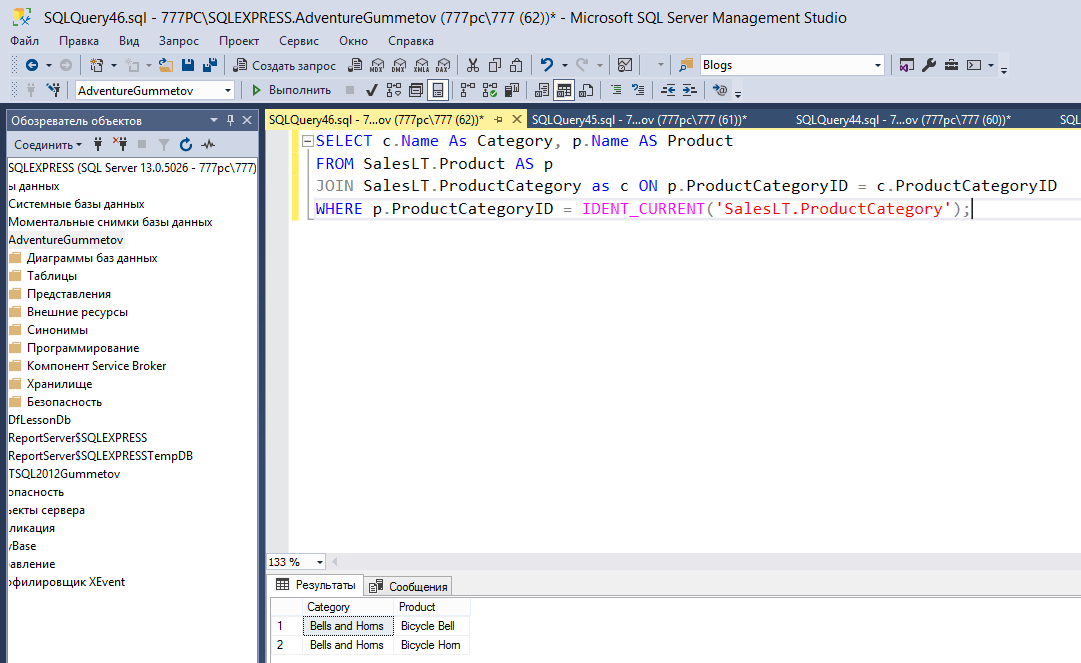 SQLQuery46.sql - 777PC\SQLEXPRESS.AdventureGummetov (777pc\777 (62))* - Microsoft SQL Server Management Studio
Файл Правка Вид Запрос Проект Сервис Окно Справка
Создать запрос MDX DMX XMLA DAX Blogs
AdventureGummetov Выполнить
Обозреватель объектов
SQLQuery46.sql - 7...ov (777pc\777 (62))* SQLQuery45.sql - 7...ov (777pc\777 (61))* SQLQuery44.sql - 7...ov (777pc\777 (60))* SQL
Соединить
SQLEXPRESS (SQL Server 13.0.5026 - 777pc\777)
ы данных
Системные базы данных
Моментальные снимки базы данных
AdventureGummetov
Диаграммы баз данных
Таблицы
Представления
Внешние ресурсы
Синонимы
Программирование
Компонент Service Broker
Хранилище
Безопасность
DfLessonDb
ReportServer$SQLEXPRESS
ReportServer$SQLEXPRESSTempDB
TSQL2012Gummetov
опасность
ъекты сервера
ликация
yBase
авление
офилировщик XEvent
SELECT c.Name As Category, p.Name AS Product
FROM SalesLT.Product AS p
JOIN SalesLT.ProductCategory as c ON p.ProductCategoryID = c.ProductCategoryID
WHERE p.ProductCategoryID = IDENT_CURRENT('SalesLT.ProductCategory');
133 %
Результаты Сообщения
Category Product
1 Bells and Horns Bicycle Bell
2 Bells and Horns Bicycle Horn